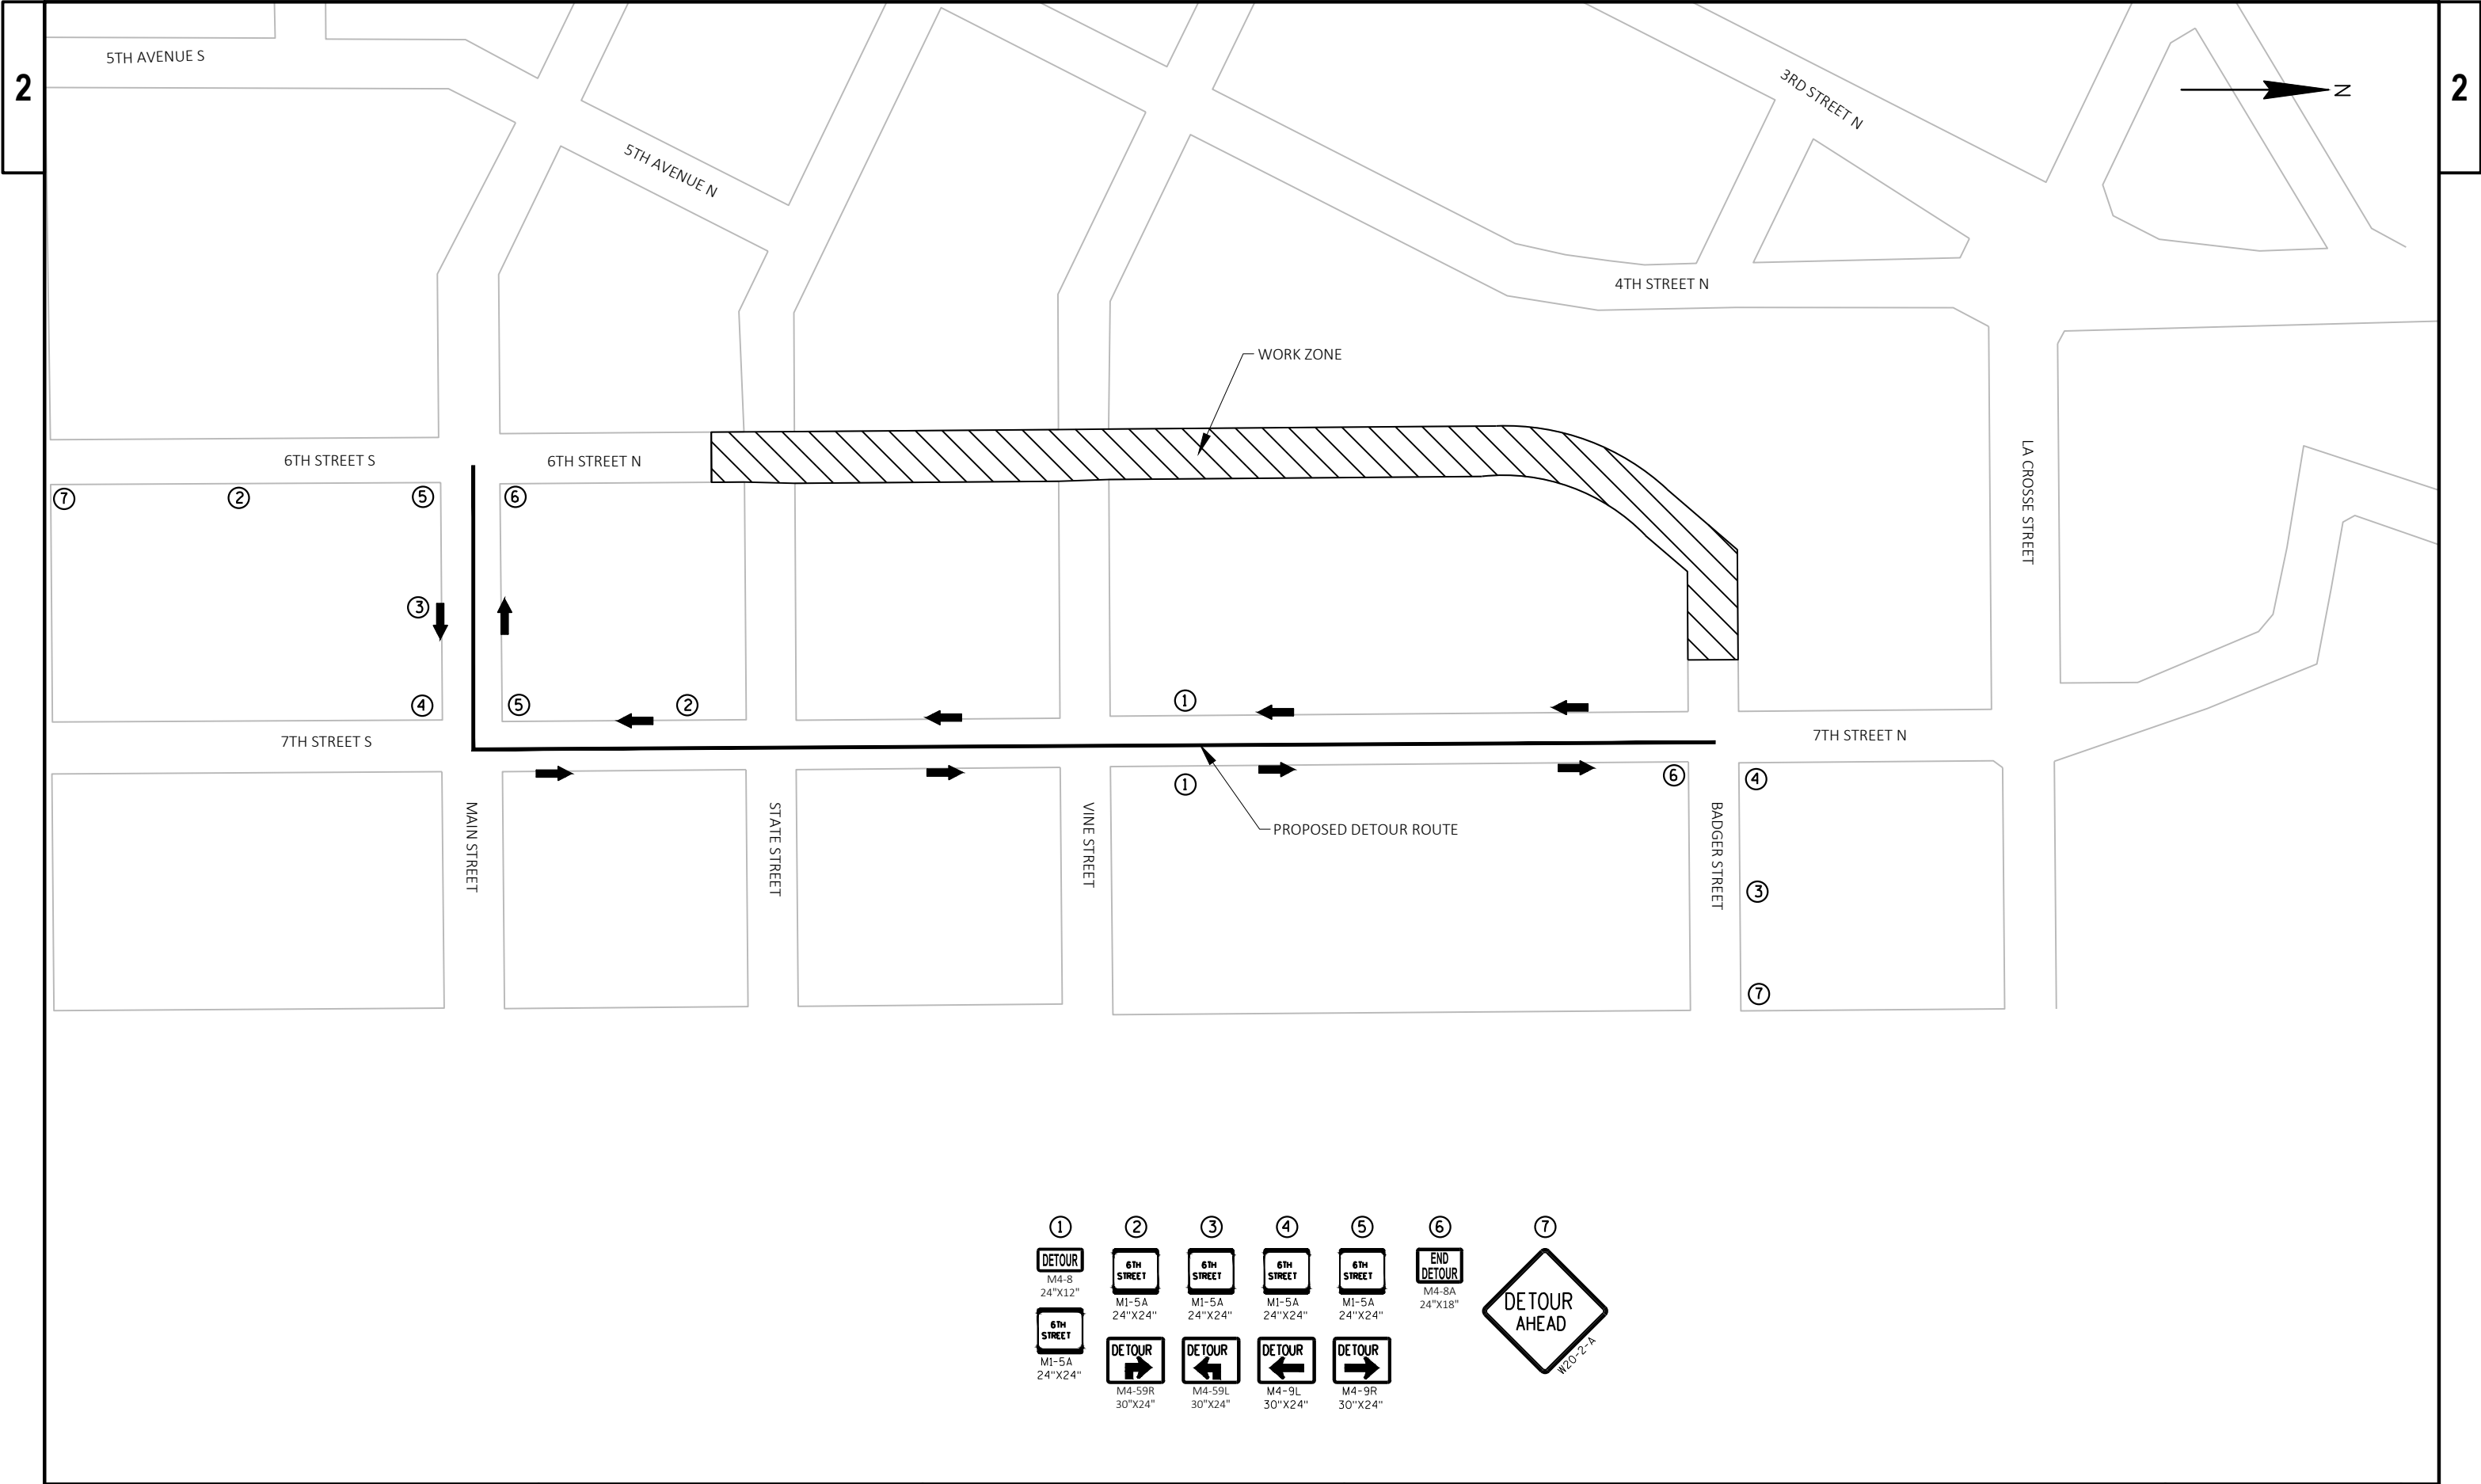 2
2
5TH AVENUE S
3RD STREET N
N
5TH AVENUE N
4TH STREET N
WORK ZONE
6TH STREET S
6TH STREET N
LA CROSSE STREET
7
2
5
6
3
4
5
2
1
7TH STREET S
7TH STREET N
1
6
4
MAIN STREET
STATE STREET
VINE STREET
PROPOSED DETOUR ROUTE
BADGER STREET
3
7
1
DETOUR
M4-8
24"X12"
6TH
STREET
M1-5A
24"X24"
2
6TH
STREET
M1-5A
24"X24"
DETOUR
M4-59R
30"X24"
3
6TH
STREET
M1-5A
24"X24"
DETOUR
M4-59L
30"X24"
4
6TH
STREET
M1-5A
24"X24"
DETOUR
M4-9L
30"X24"
5
6TH
STREET
M1-5A
24"X24"
DETOUR
M4-9R
30"X24"
6
END
DETOUR
M4-8A
24"X18"
7
DETOUR
AHEAD
W20-2-A